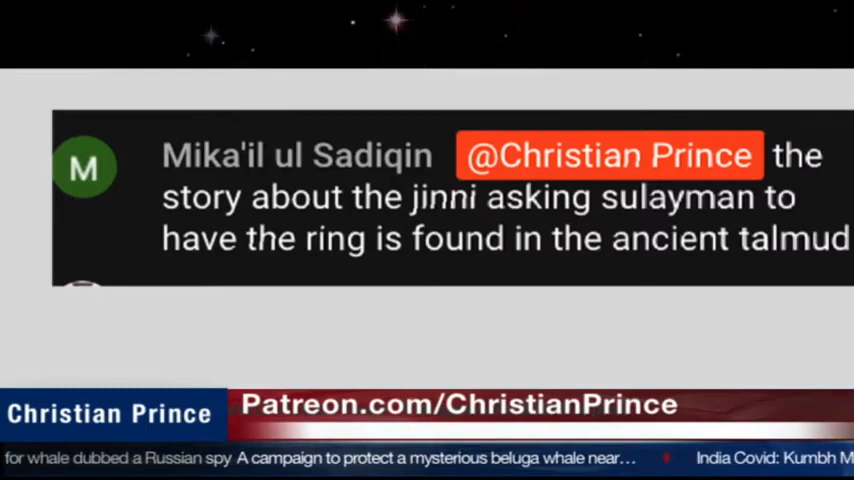 M
Mika'il ul Sadiqin @Christian Prince the
story about the jinni asking sulayman to
have the ring is found in the ancient talmud
Christian Prince
Patreon.com/ChristianPrince
for whale dubbed a Russian spy A campaign to protect a mysterious beluga whale near... India Covid: Kumbh M